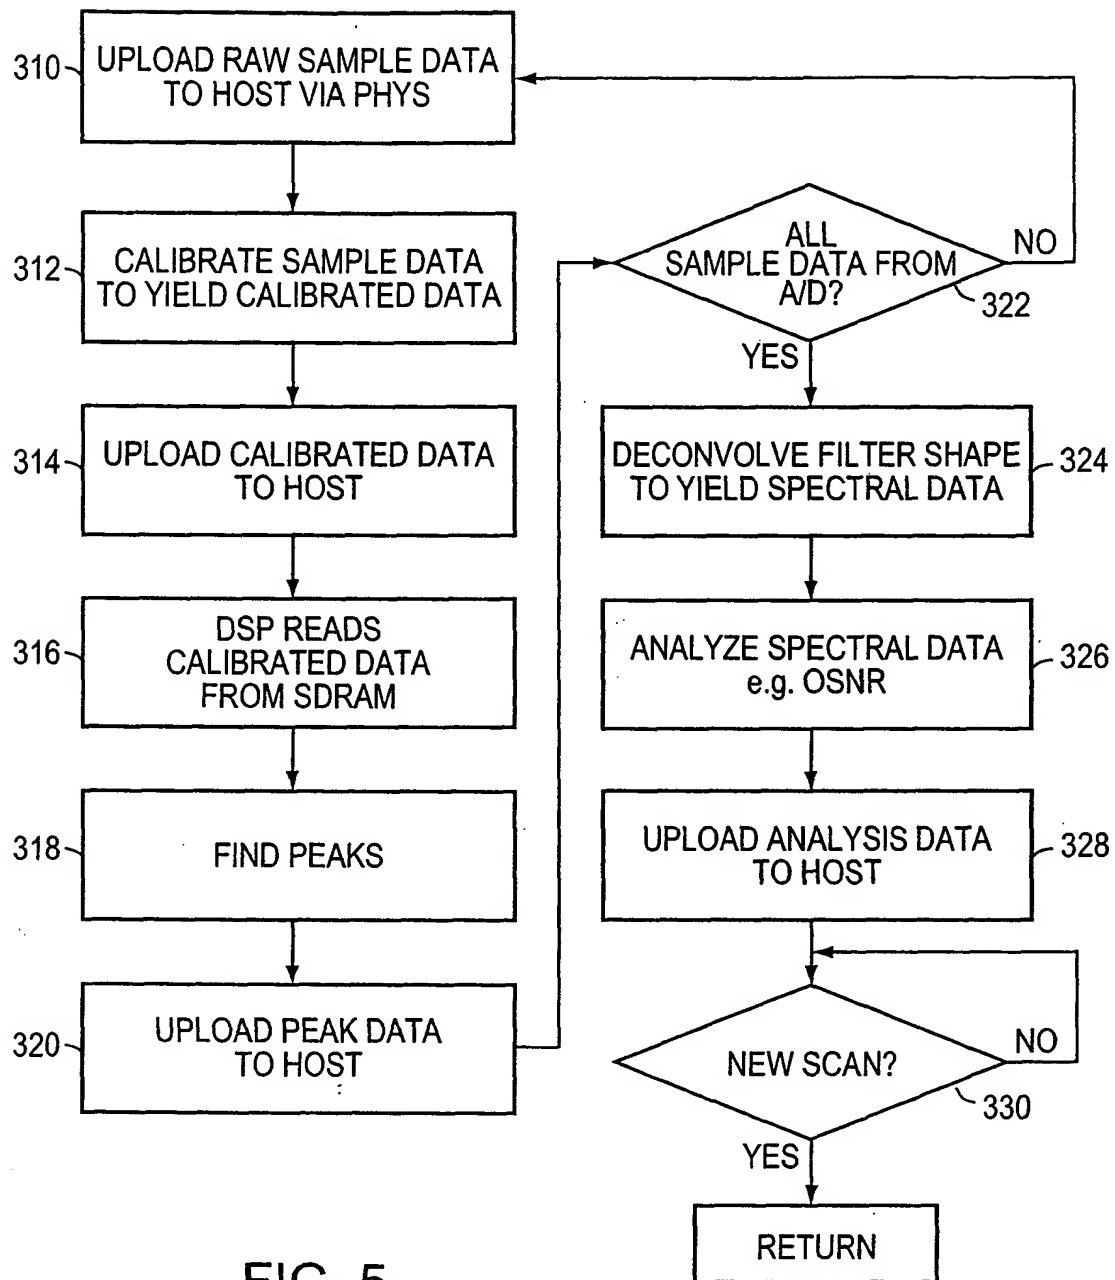 310
UPLOAD RAW SAMPLE DATA
TO HOST VIA PHYS
312
CALIBRATE SAMPLE DATA
TO YIELD CALIBRATED DATA
314
UPLOAD CALIBRATED DATA
TO HOST
316
DSP READS
CALIBRATED DATA
FROM SDRAM
318
FIND PEAKS
320
UPLOAD PEAK DATA
TO HOST
ALL
SAMPLE DATA FROM
A/D?
NO
322
YES
DECONVOLVE FILTER SHAPE
TO YIELD SPECTRAL DATA
324
ANALYZE SPECTRAL DATA
e.g. OSNR
326
UPLOAD ANALYSIS DATA
TO HOST
328
NEW SCAN?
NO
330
YES
RETURN
FIG. 5